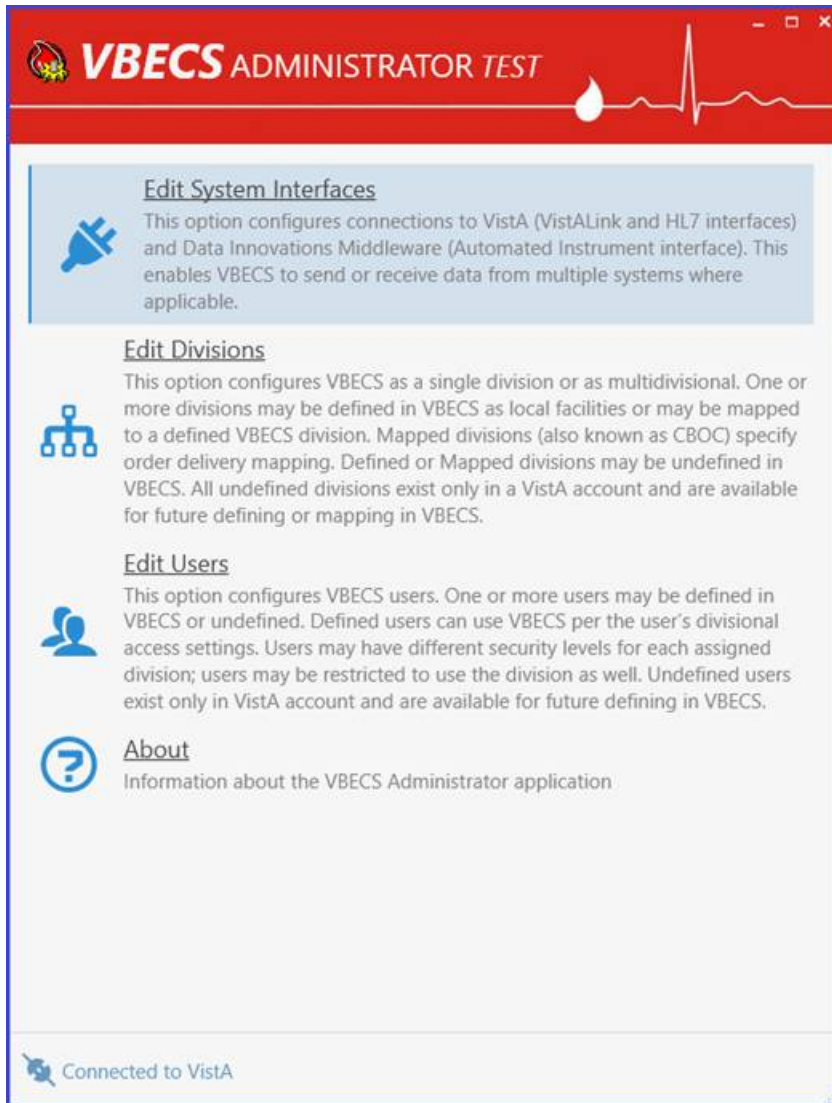 VBECS ADMINISTRATOR TEST
Edit System Interfaces
This option configures connections to VistA (VistALink and HL7 interfaces)
and Data Innovations Middleware (Automated Instrument interface). This
enables VBECS to send or receive data from multiple systems where
applicable.
Edit Divisions
This option configures VBECS as a single division or as multidivisional. One or
more divisions may be defined in VBECS as local facilities or may be mapped
to a defined VBECS division. Mapped divisions (also known as CBOC) specify
order delivery mapping. Defined or Mapped divisions may be undefined in
VBECS. All undefined divisions exist only in a VistA account and are available
for future defining or mapping in VBECS.
Edit Users
This option configures VBECS users. One or more users may be defined in
VBECS or undefined. Defined users can use VBECS per the user's divisional
access settings. Users may have different security levels for each assigned
division; users may be restricted to use the division as well. Undefined users
exist only in VistA account and are available for future defining in VBECS.
About
Information about the VBECS Administrator application
Connected to VistA